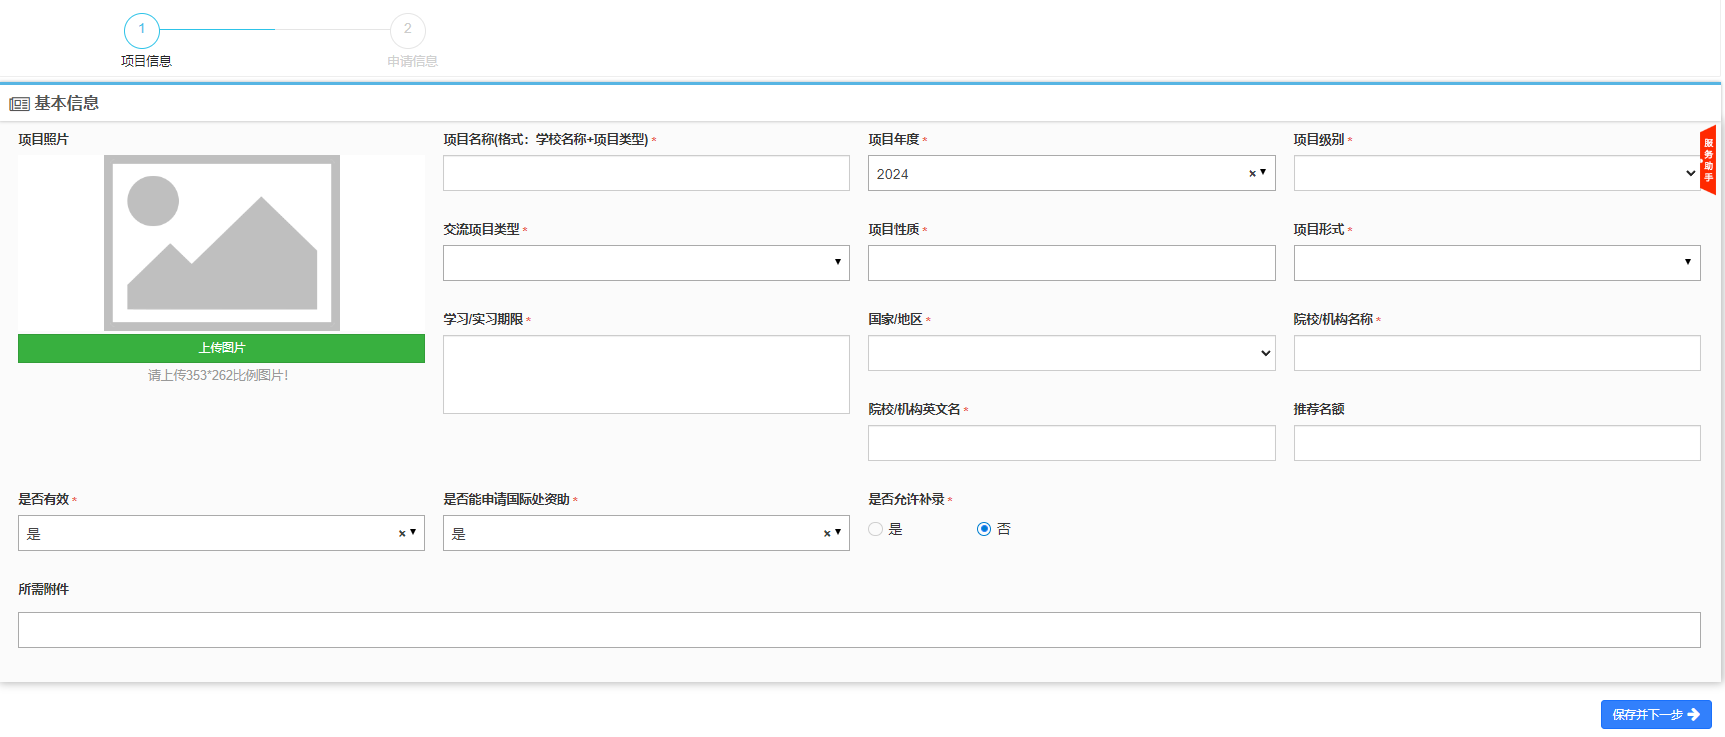 1
2
项目信息
申请信息
基本信息
项目照片
项目名称(格式：学校名称+项目类型) *
项目年度 *
项目级别 *
2024 ×
服务助手
交流项目类型 *
项目性质 *
项目形式 *
学习/实习期限 *
国家/地区 *
院校/机构名称 *
上传图片
请上传353*262比例图片!
院校/机构英文名 *
推荐名额
是否有效 *
是否能申请国际处资助 *
是否允许补录 *
是 ×
是 ×
是
否
所需附件
保存并下一步